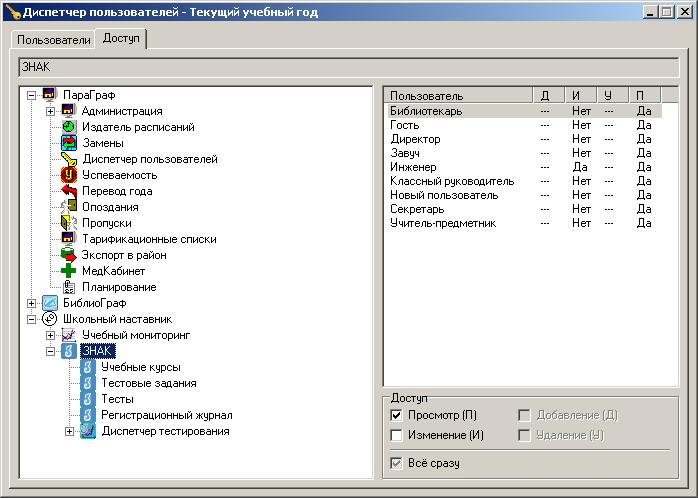 Диспетчер пользователей - Текущий учебный год
Пользователи Доступ
ЗНАК
ПараГраф
Администрация
Издатель расписаний
Замены
Диспетчер пользователей
Успеваемость
Перевод года
Опоздания
Пропуски
Тарификационные списки
Экспорт в район
МедКабинет
Планирование
БиблиоГраф
Школьный наставник
Учебный мониторинг
ЗНАК
Учебные курсы
Тестовые задания
Тесты
Регистрационный журнал
Диспетчер тестирования
Пользователь Д И У П
Библиотекарь --- Нет --- Да
Гость --- Нет --- Да
Директор --- Нет --- Да
Завуч --- Нет --- Да
Инженер --- Да --- Да
Классный руководитель --- Нет --- Да
Новый пользователь --- Нет --- Да
Секретарь --- Нет --- Да
Учитель-предметник --- Нет --- Да
Доступ
Просмотр (П) Добавление (Д)
Изменение (И) Удаление (У)
Всё сразу